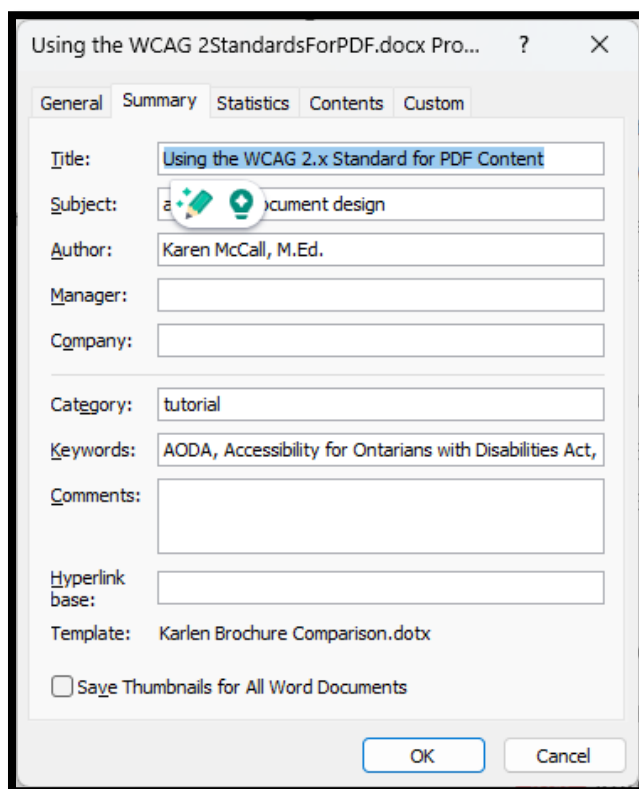 Using the WCAG 2StandardsForPDF.docx Pro... ?
General Summary Statistics Contents Custom
Title: Using the WCAG 2.x Standard for PDF Content
Subject: document design
Author: Karen McCall, M.Ed.
Manager:
Company:
Category: tutorial
Keywords: AODA, Accessibility for Ontarians with Disabilities Act,
Comments:
Hyperlink
base:
Template: Karlen Brochure Comparison.dotx
Save Thumbnails for All Word Documents
OK Cancel